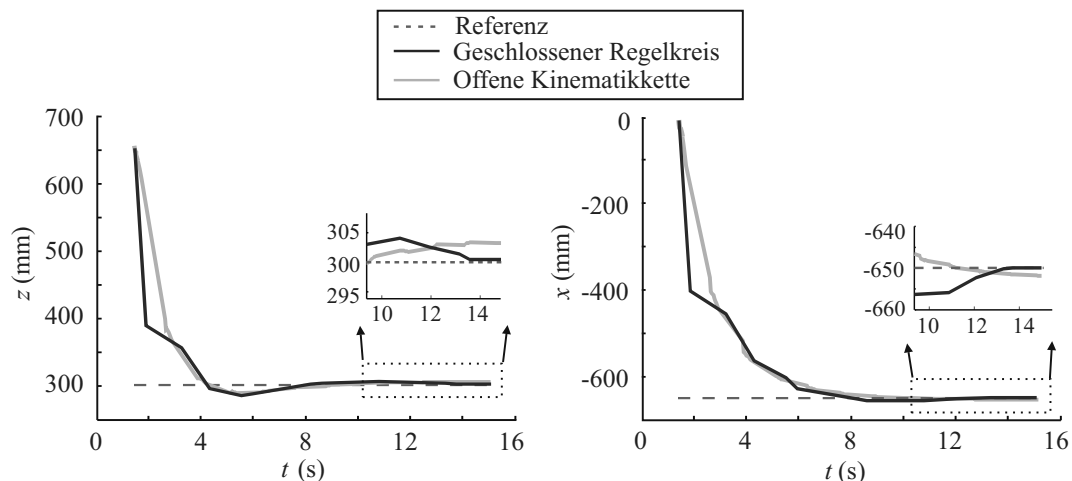 Referenz
Geschlossener Regelkreis
Offene Kinematikkette
700
600
500
400
300
z (mm)
0 4 8 12 16
t (s)
305
300
295
10 12 14
0
-200
-400
-600
x (mm)
0 4 8 12 16
t (s)
-640
-650
-660
10 12 14